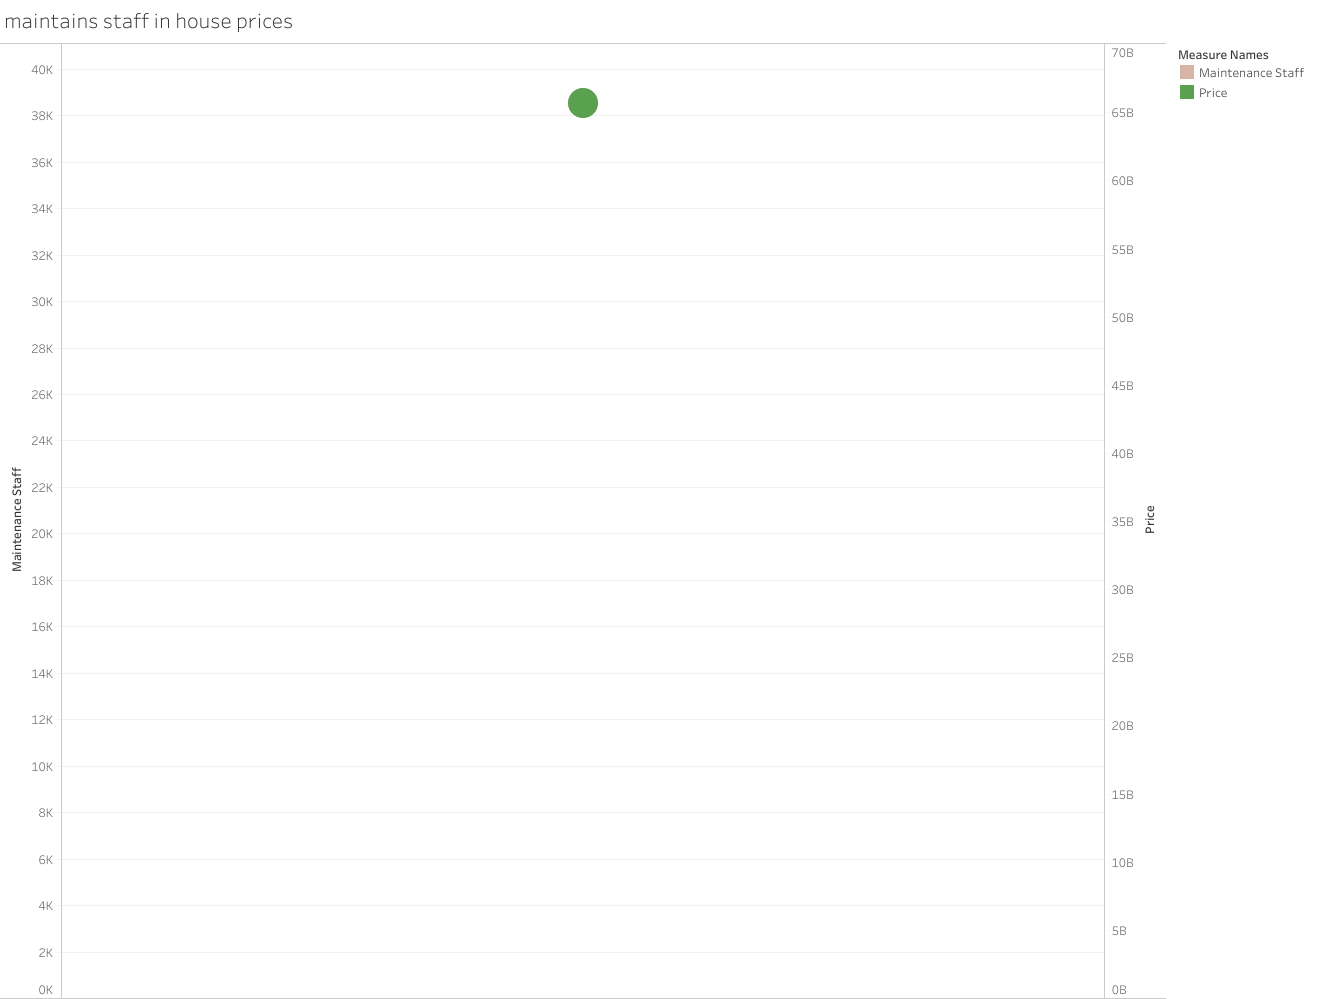 maintains staff in house prices
Measure Names
Maintenance Staff
Price
40K
38K
36K
34K
32K
30K
28K
26K
24K
22K
20K
18K
16K
14K
12K
10K
8K
6K
4K
2K
0K
Maintenance Staff
70B
65B
60B
55B
50B
45B
40B
35B
30B
25B
20B
15B
10B
5B
0B
Price